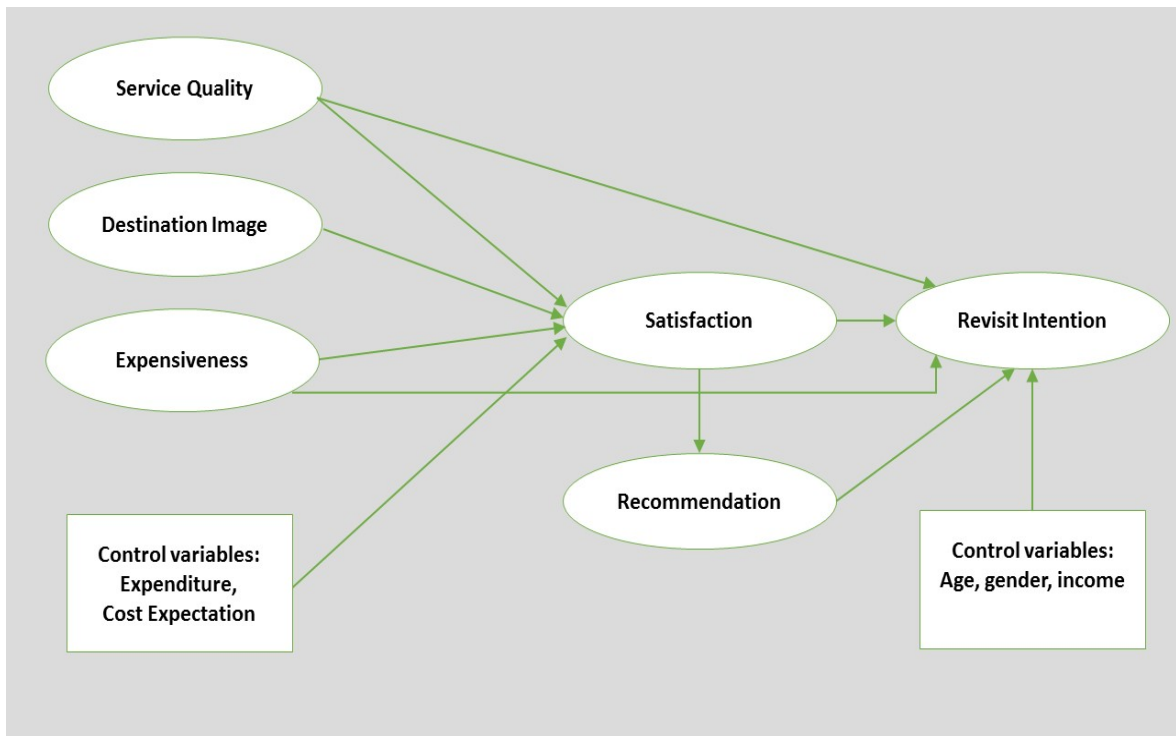 Service Quality
Destination Image
Expensiveness
Satisfaction
Revisit Intention
Recommendation
Control variables:
Expenditure,
Cost Expectation
Control variables:
Age, gender, income